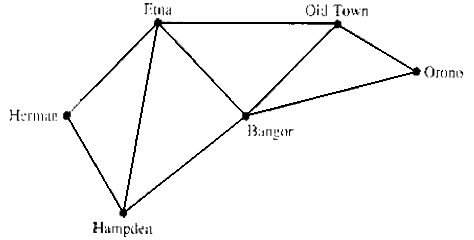 Etna
Old Town
Orono
Herman
Bangor
Hampden